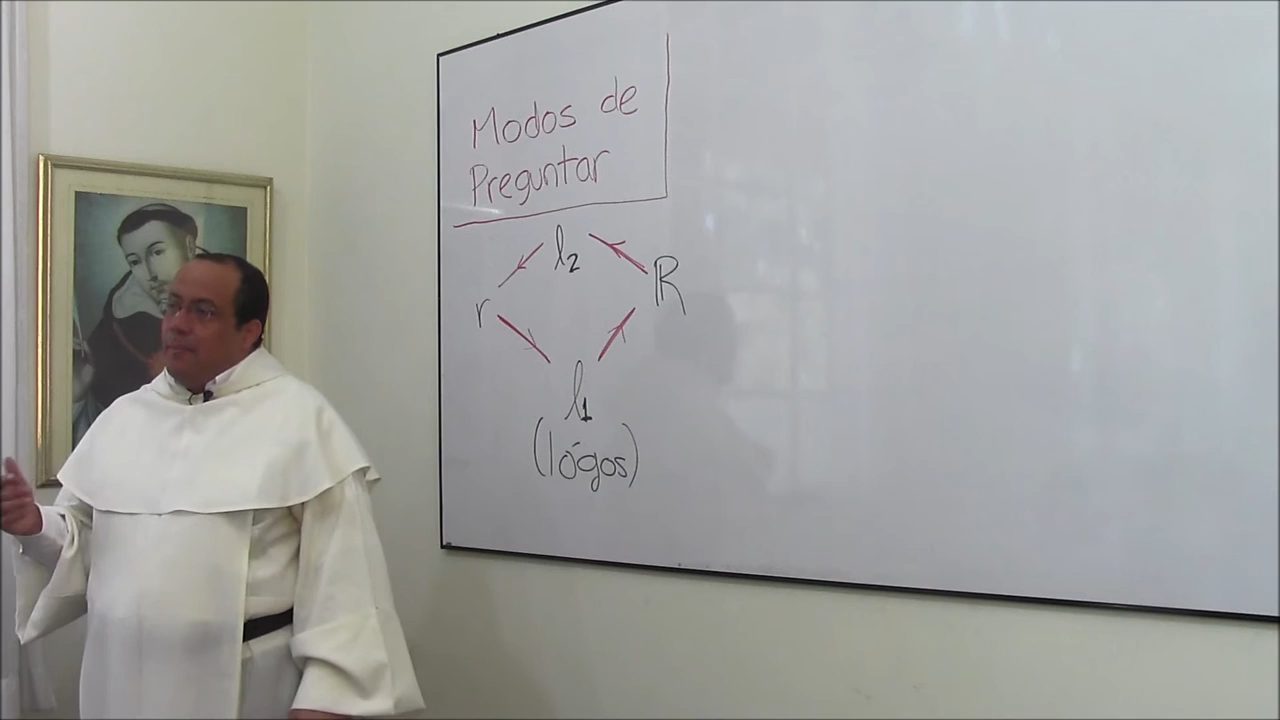 Modos de
Preguntar
l₂
r
ℝ
l₁
(lógos)